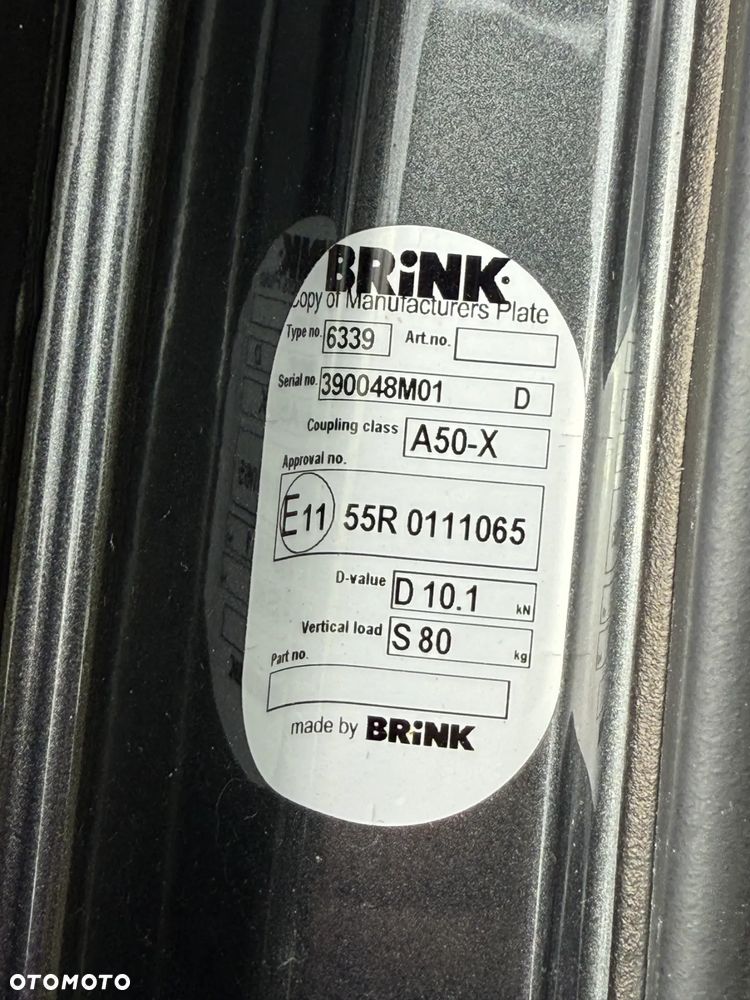 BRiNK
Copy of Manufacturers Plate
Type no. 6339 Art.no.
Serial no. 390048M01 D
Coupling class A50-X
Approval no.
E11 55R 0111065
D-value D 10.1 kN
Vertical load S 80 kg
Part no.
made by BRiNK
OTOMOTO